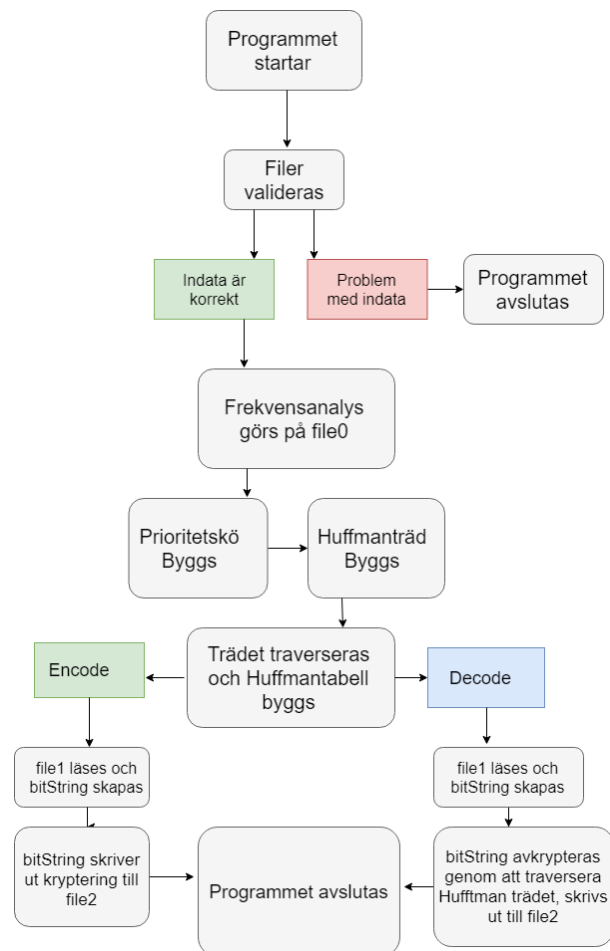 Programmet
startar
Filer
valideras
Indata är
korrekt
Problem
med indata
Programmet
avslutas
Frekvensanalys
görs på file0
Prioritetskö
Byggs
Huffmanträd
Byggs
Trädet traverseras
och Huffmantabell
byggs
Encode
Decode
file1 läses och
bitString skapas
file1 läses och
bitString skapas
bitString skriver
ut kryptering till
file2
Programmet avslutas
bitString avkrypteras
genom att traversera
Hufftman trädet, skrivs
ut till file2